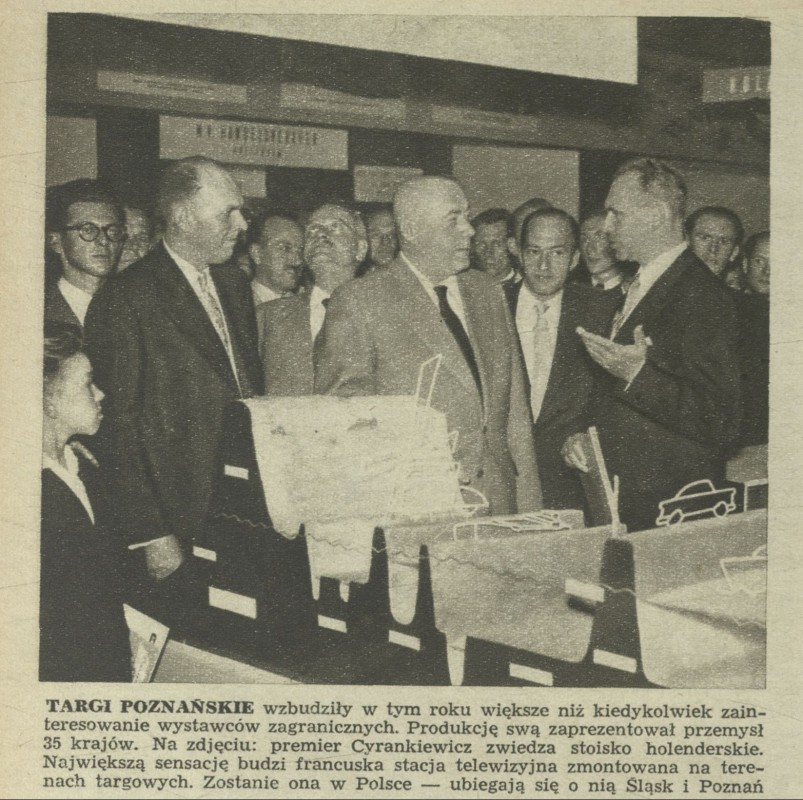 TARGI POZNAŃSKIE wzbudziły w tym roku większe niż kiedykolwiek zain-
teresowanie wystawców zagranicznych. Produkcję swą zaprezentował przemysł
35 krajów. Na zdjęciu: premier Cyrankiewicz zwiedza stoisko holenderskie.
Największą sensację budzi francuska stacja telewizyjna zmontowana na tere-
nach targowych. Zostanie ona w Polsce — ubiegają się o nią Śląsk i Poznań